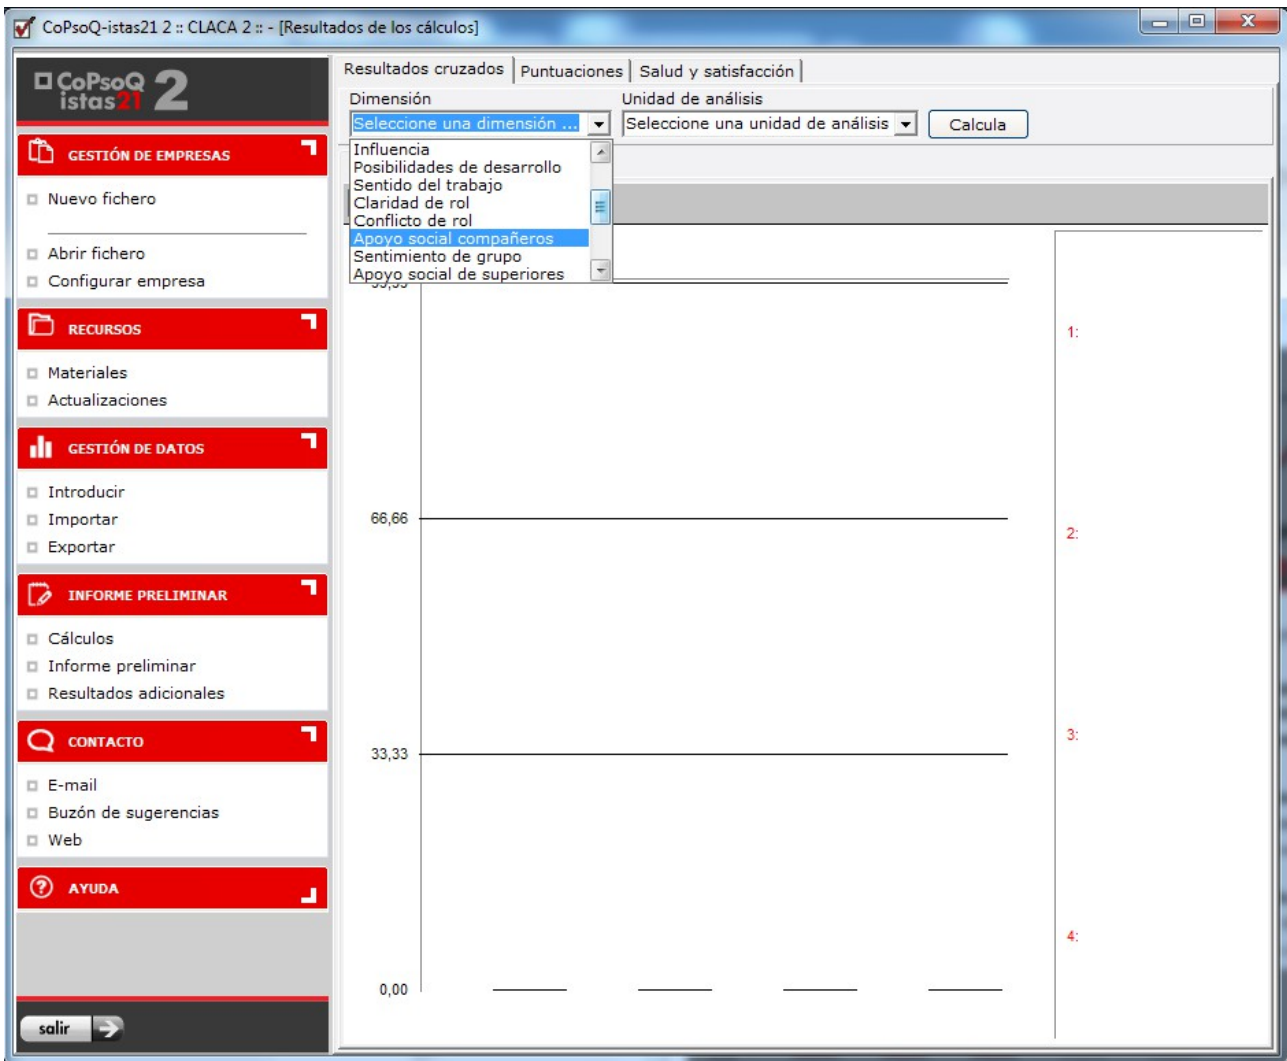 CoPsoQ-istas21 2 :: CLACA 2 :: - [Resultados de los cálculos]
CoPsoQ 2
istas21
GESTIÓN DE EMPRESAS
Nuevo fichero
Abrir fichero
Configurar empresa
RECURSOS
Materiales
Actualizaciones
GESTIÓN DE DATOS
Introducir
Importar
Exportar
INFORME PRELIMINAR
Cálculos
Informe preliminar
Resultados adicionales
CONTACTO
E-mail
Buzón de sugerencias
Web
AYUDA
salir
Resultados cruzados Puntuaciones Salud y satisfacción
Dimensión Unidad de análisis
Seleccione una dimensión ... Seleccione una unidad de análisis Calcula
Influencia
Posibilidades de desarrollo
Sentido del trabajo
Claridad de rol
Conflicto de rol
Apoyo social compañeros
Sentimiento de grupo
Apoyo social de superiores
66,66
33,33
0,00
1:
2:
3:
4: